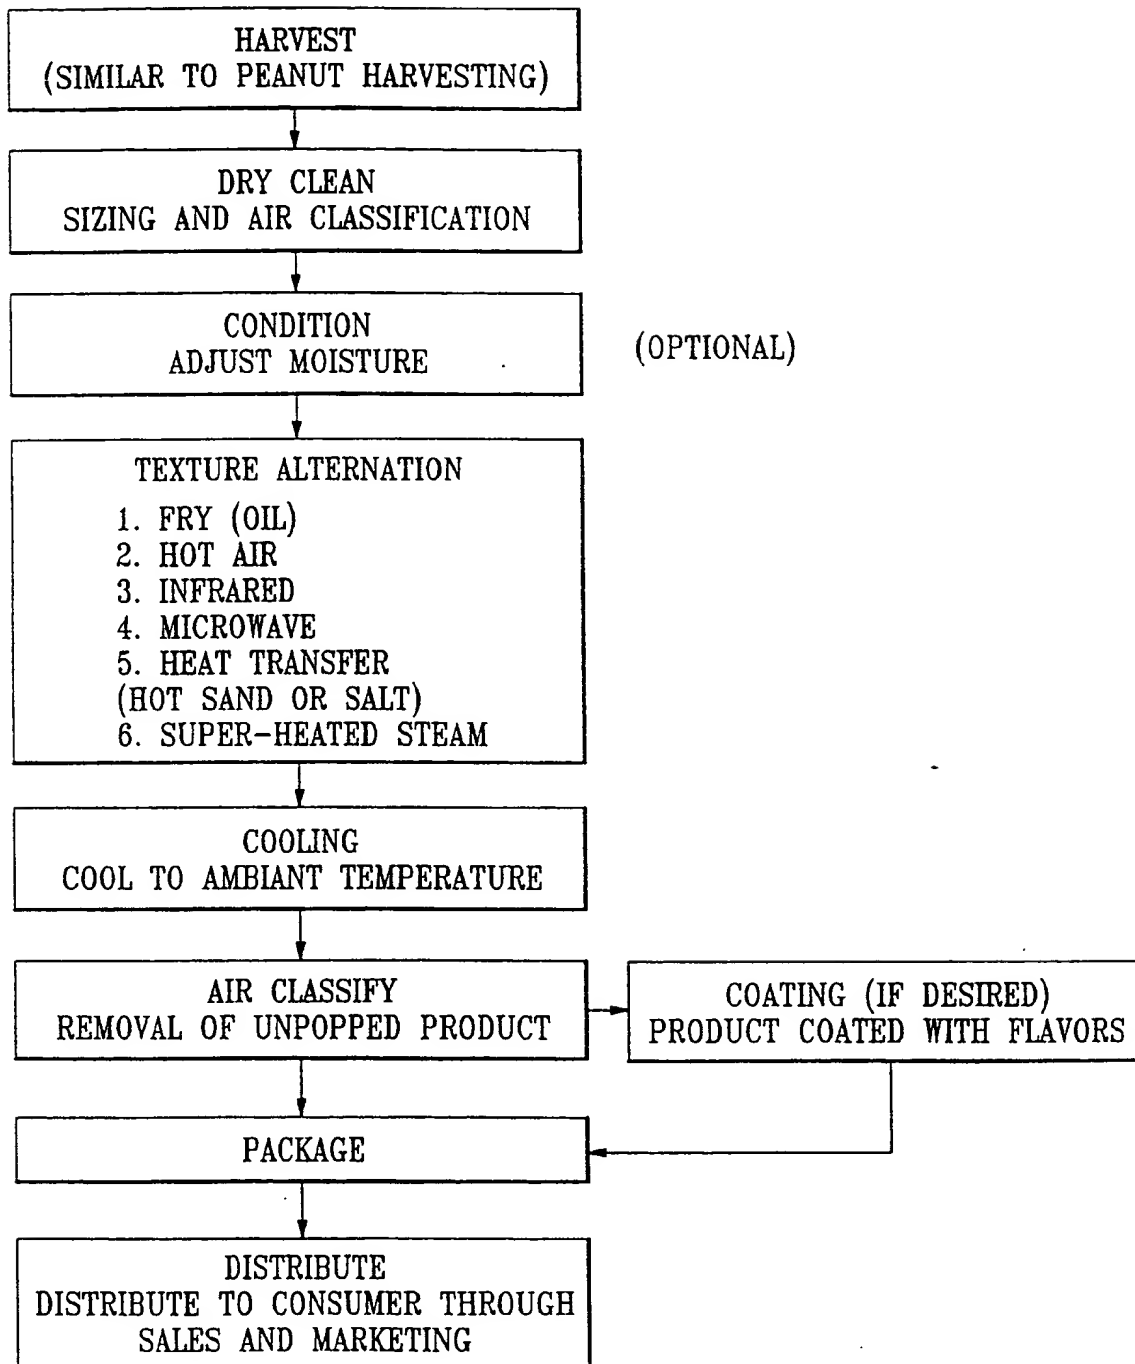 HARVEST
(SIMILAR TO PEANUT HARVESTING)
DRY CLEAN
SIZING AND AIR CLASSIFICATION
CONDITION
ADJUST MOISTURE
(OPTIONAL)
TEXTURE ALTERNATION
1. FRY (OIL)
2. HOT AIR
3. INFRARED
4. MICROWAVE
5. HEAT TRANSFER
(HOT SAND OR SALT)
6. SUPER-HEATED STEAM
COOLING
COOL TO AMBIANT TEMPERATURE
AIR CLASSIFY
REMOVAL OF UNPOPPED PRODUCT
COATING (IF DESIRED)
PRODUCT COATED WITH FLAVORS
PACKAGE
DISTRIBUTE
DISTRIBUTE TO CONSUMER THROUGH
SALES AND MARKETING